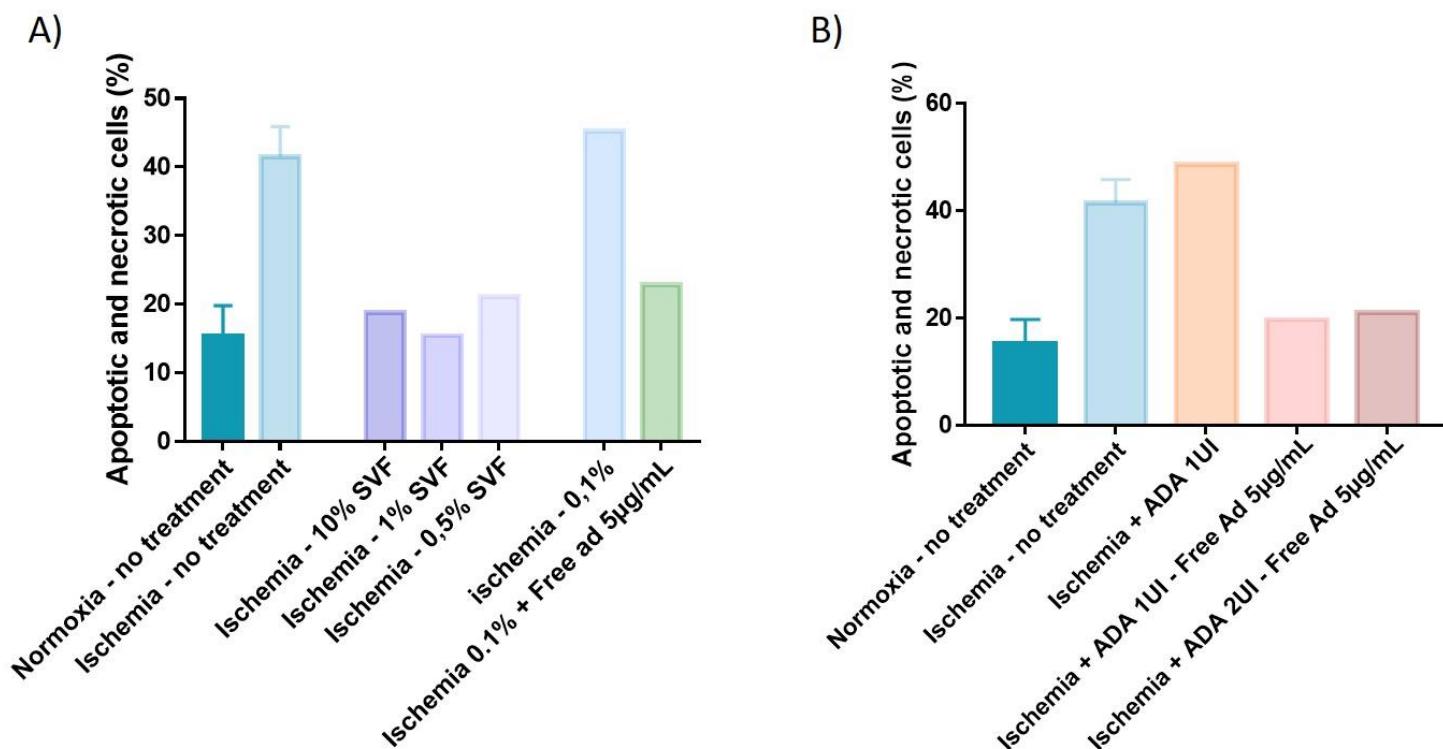 A)
Apoptotic and necrotic cells (%)
50
40
30
20
10
0
Normoxia - no treatment
Ischemia - no treatment
Ischemia - 10% SVF
Ischemia - 1% SVF
Ischemia - 0,5% SVF
ischemia - 0,1%
Ischemia 0.1% + Free ad 5µg/mL
B)
Apoptotic and necrotic cells (%)
60
40
20
0
Normoxia - no treatment
Ischemia - no treatment
Ischemia + ADA 1UI
Ischemia + ADA 1UI - Free Ad 5µg/mL
Ischemia + ADA 2UI - Free Ad 5µg/mL